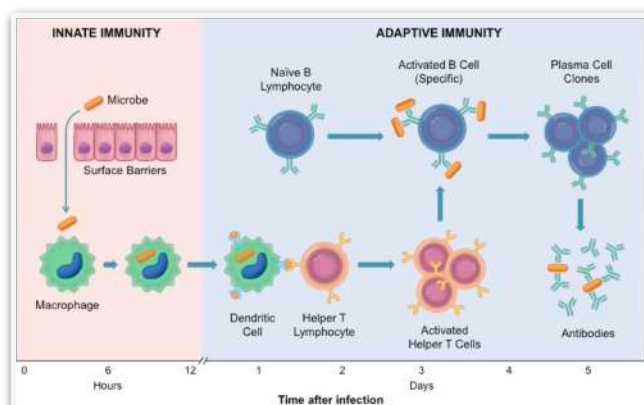 INNATE IMMUNITY
ADAPTIVE IMMUNITY
Microbe
Surface Barriers
Macrophage
Naïve B
Lymphocyte
Activated B Cell
(Specific)
Plasma Cell
Clones
Dendritic
Cell
Helper T
Lymphocyte
Activated
Helper T Cells
Antibodies
0 6 12 1 2 3 4 5
Hours Days
Time after infection